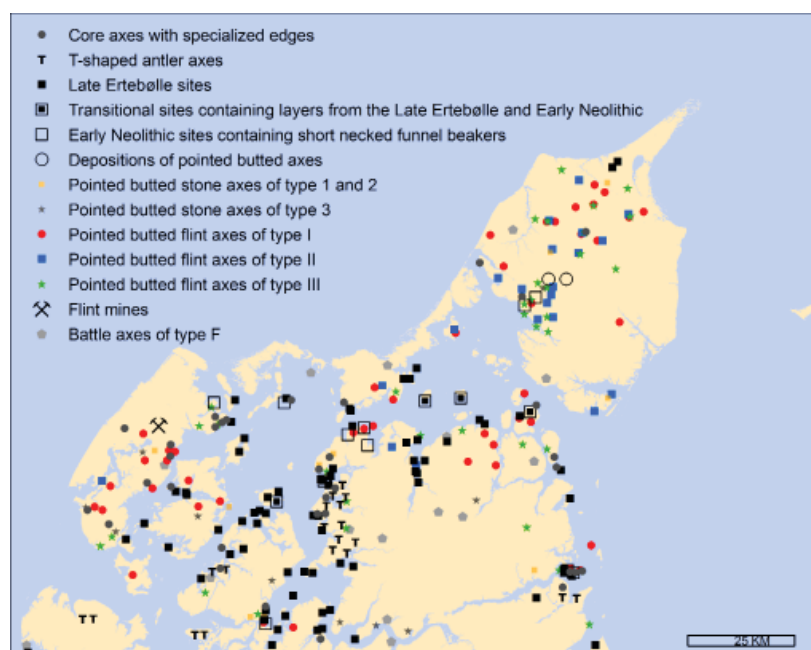 Core axes with specialized edges
T-shaped antler axes
Late Ertebølle sites
Transitional sites containing layers from the Late Ertebølle and Early Neolithic
Early Neolithic sites containing short necked funnel beakers
Depositions of pointed butted axes
Pointed butted stone axes of type 1 and 2
Pointed butted stone axes of type 3
Pointed butted flint axes of type I
Pointed butted flint axes of type II
Pointed butted flint axes of type III
Flint mines
Battle axes of type F
25 KM